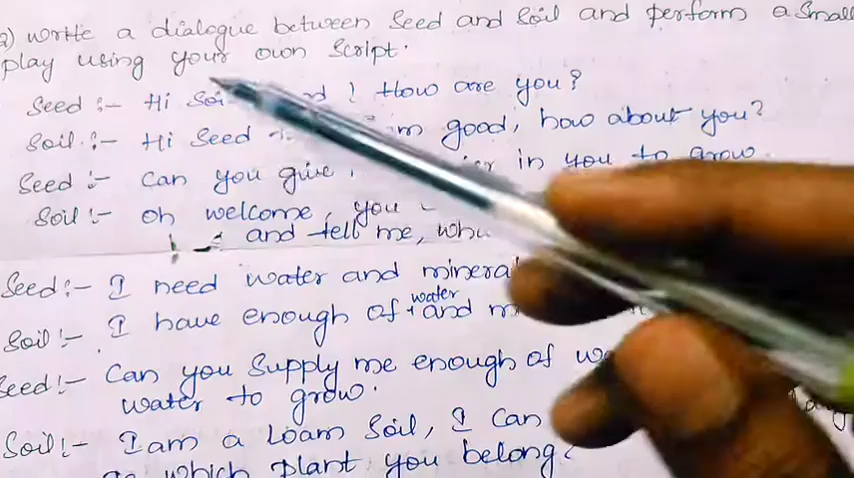 2) Write a dialogue between Seed and Soil and perform a small
play using your own Script.
Seed :- Hi ! How are you?
Soil :- Hi Seed good, how about you?
Seed :- Can you give in you to grow.
Soil :- Oh welcome, you
and tell me,
Seed :- I need water and
Soil :- I have enough of water and
Seed :- Can you Supply me enough of
water to grow.
Soil :- I am a Loam Soil, I can
which plant you belong